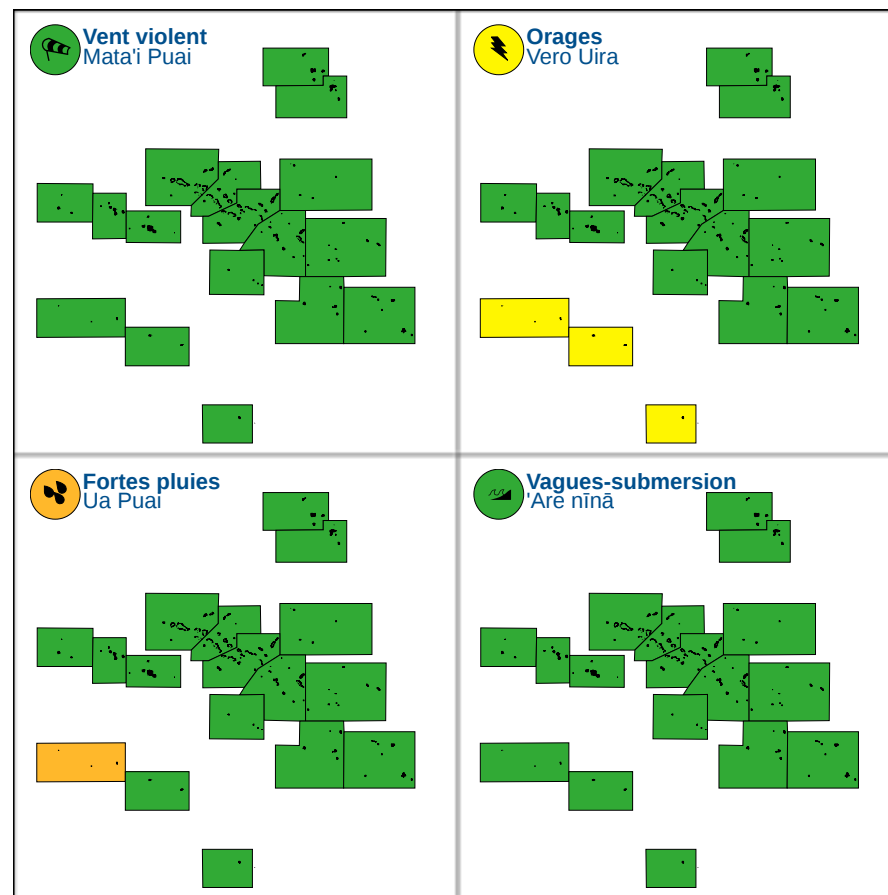 Vent violent
Mata'i Puai
Orages
Vero Uira
Fortes pluies
Ua Puai
Vagues-submersion
'Are nīnā